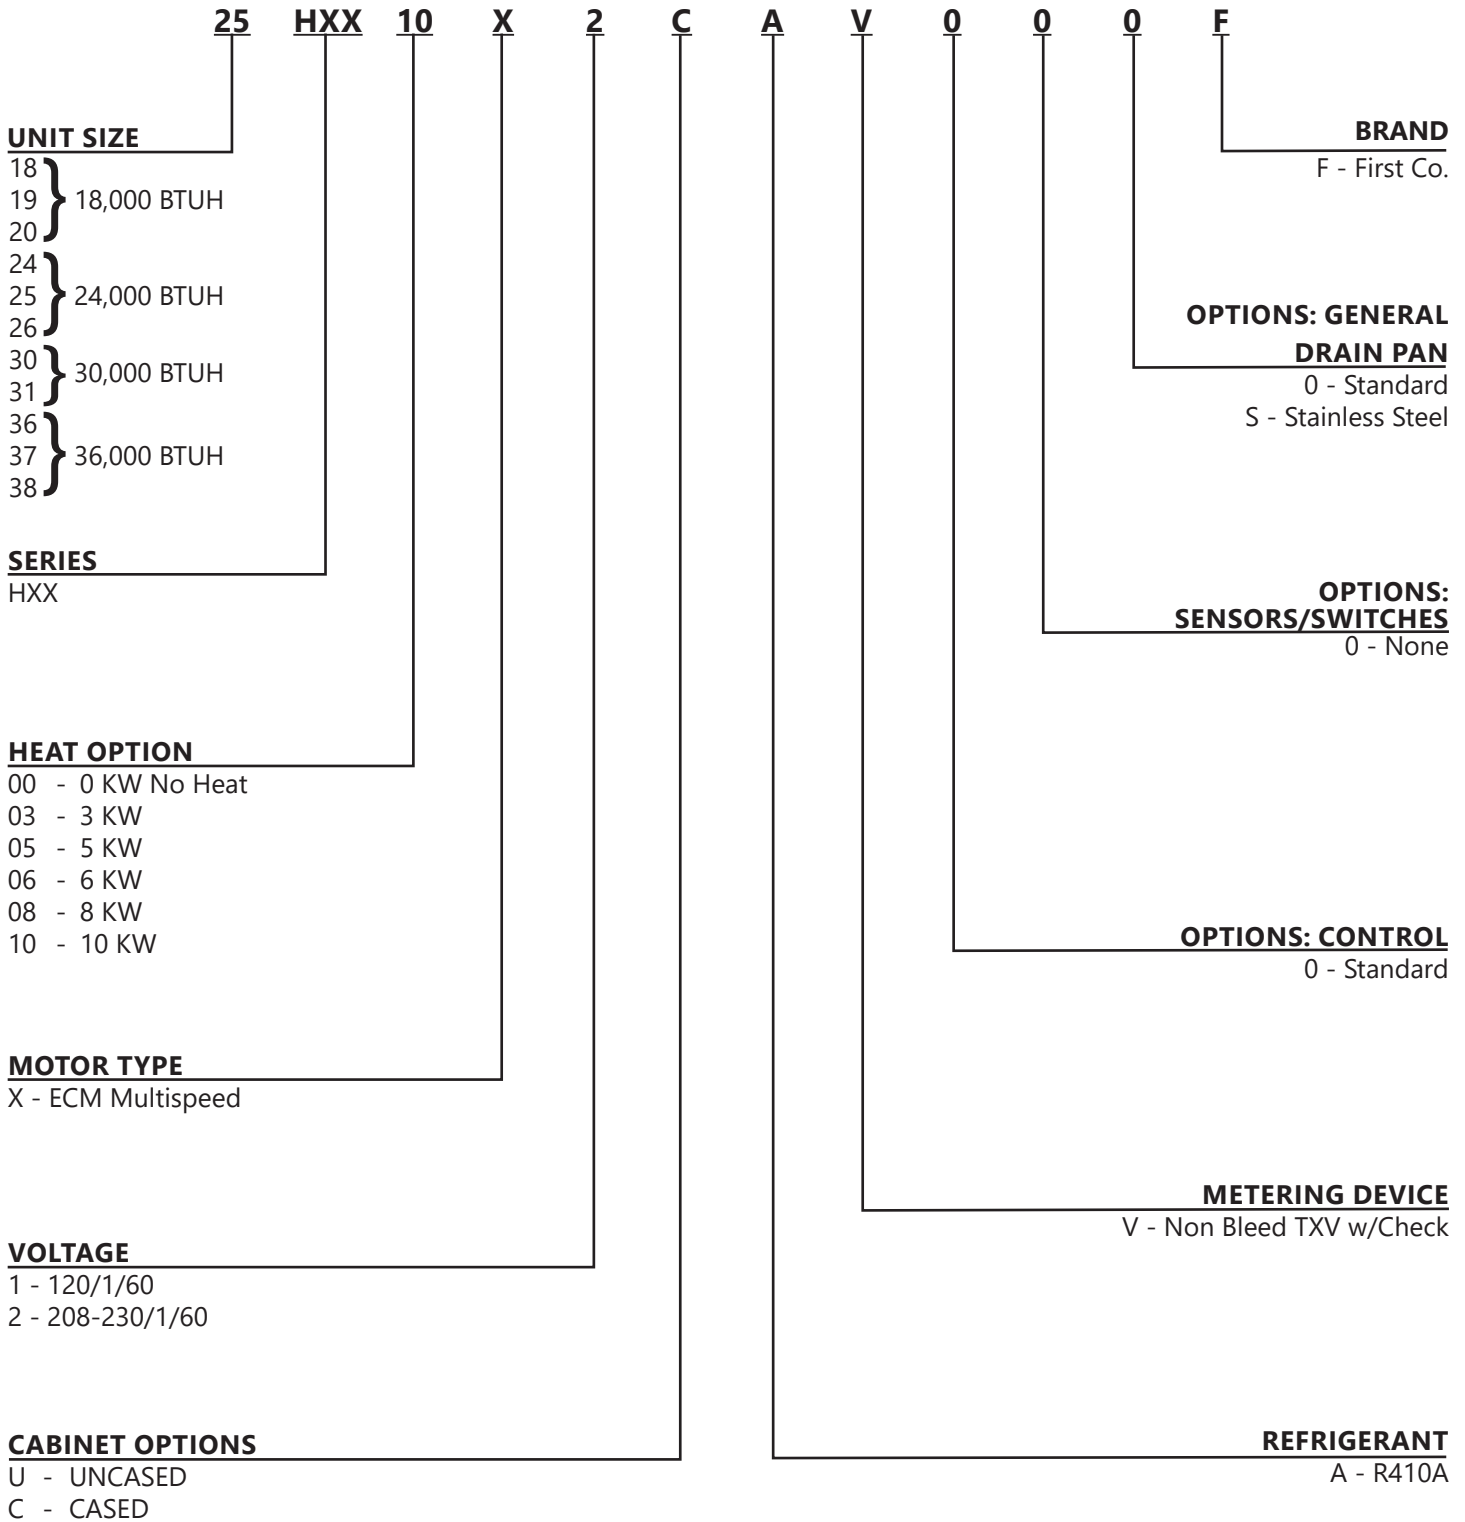 25 HXX 10 X 2 C A V 0 0 0 F
UNIT SIZE
18
19 } 18,000 BTUH
20
24
25 } 24,000 BTUH
26
30
31 } 30,000 BTUH
36
37 } 36,000 BTUH
38
SERIES
HXX
HEAT OPTION
00 - 0 KW No Heat
03 - 3 KW
05 - 5 KW
06 - 6 KW
08 - 8 KW
10 - 10 KW
MOTOR TYPE
X - ECM Multispeed
VOLTAGE
1 - 120/1/60
2 - 208-230/1/60
CABINET OPTIONS
U - UNCASED
C - CASED
BRAND
F - First Co.
OPTIONS: GENERAL
DRAIN PAN
0 - Standard
S - Stainless Steel
OPTIONS:
SENSORS/SWITCHES
0 - None
OPTIONS: CONTROL
0 - Standard
METERING DEVICE
V - Non Bleed TXV w/Check
REFRIGERANT
A - R410A